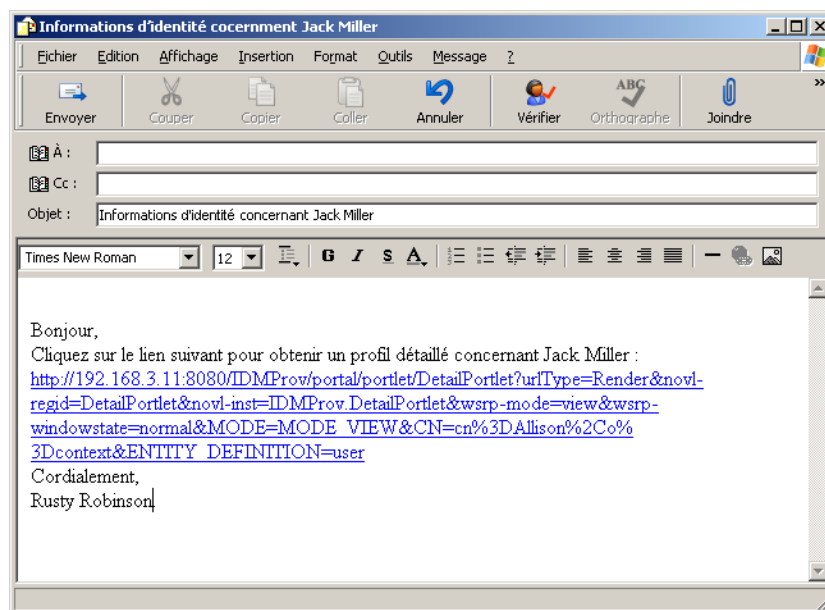 Informations d'identité cocernment Jack Miller
Fichier Edition Affichage Insertion Format Outils Message ?
Envoyer Couper Copier Coller Annuler Vérifier Orthographe Joindre
ABC
À :
Cc :
Objet : Informations d'identité concernant Jack Miller
Times New Roman 12 G I S A
Bonjour,
Cliquez sur le lien suivant pour obtenir un profil détaillé concernant Jack Miller :
http://192.168.3.11:8080/IDMProv/portal/portlet/DetailPortlet?urlType=Render&novl-
regid=DetailPortlet&novl-inst=IDMProv.DetailPortlet&wsrp-mode=view&wsrp-
windowstate=normal&MODE=MODE_VIEW&CN=cn%3DAllison%2Co%
3Dcontext&ENTITY_DEFINITION=user
Cordialement,
Rusty Robinson